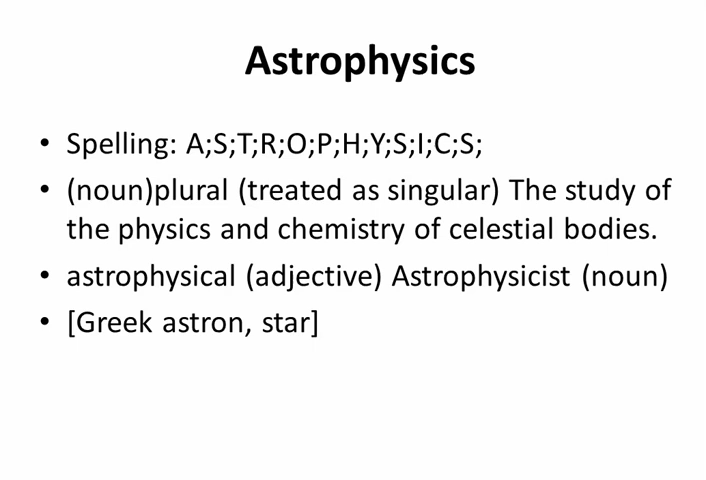 Astrophysics
• Spelling: A;S;T;R;O;P;H;Y;S;I;C;S;
• (noun)plural (treated as singular) The study of
the physics and chemistry of celestial bodies.
• astrophysical (adjective) Astrophysicist (noun)
• [Greek astron, star]